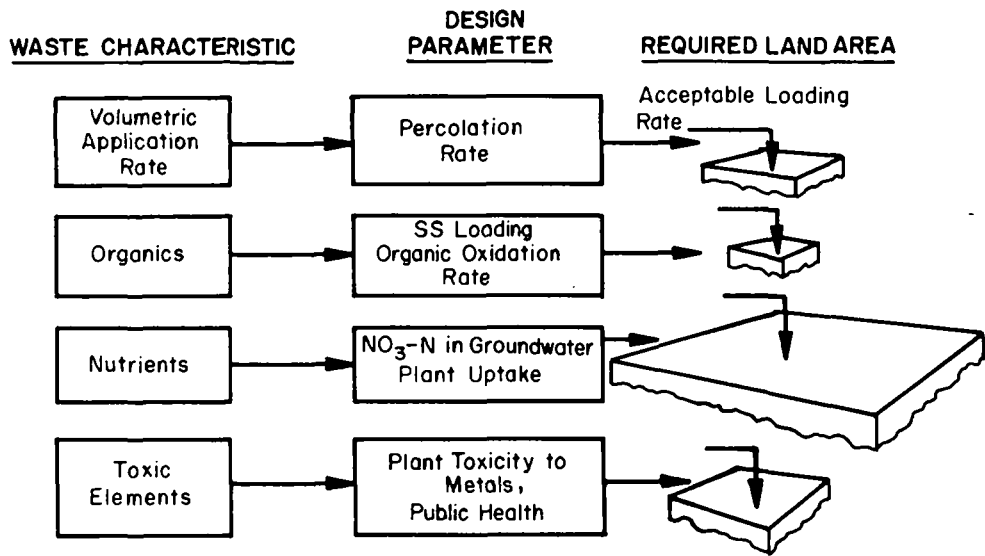 WASTE CHARACTERISTIC
DESIGN
PARAMETER
REQUIRED LAND AREA
Volumetric
Application
Rate
Percolation
Rate
Acceptable Loading
Rate
Organics
SS Loading
Organic Oxidation
Rate
Nutrients
NO3-N in Groundwater
Plant Uptake
Toxic
Elements
Plant Toxicity to
Metals,
Public Health